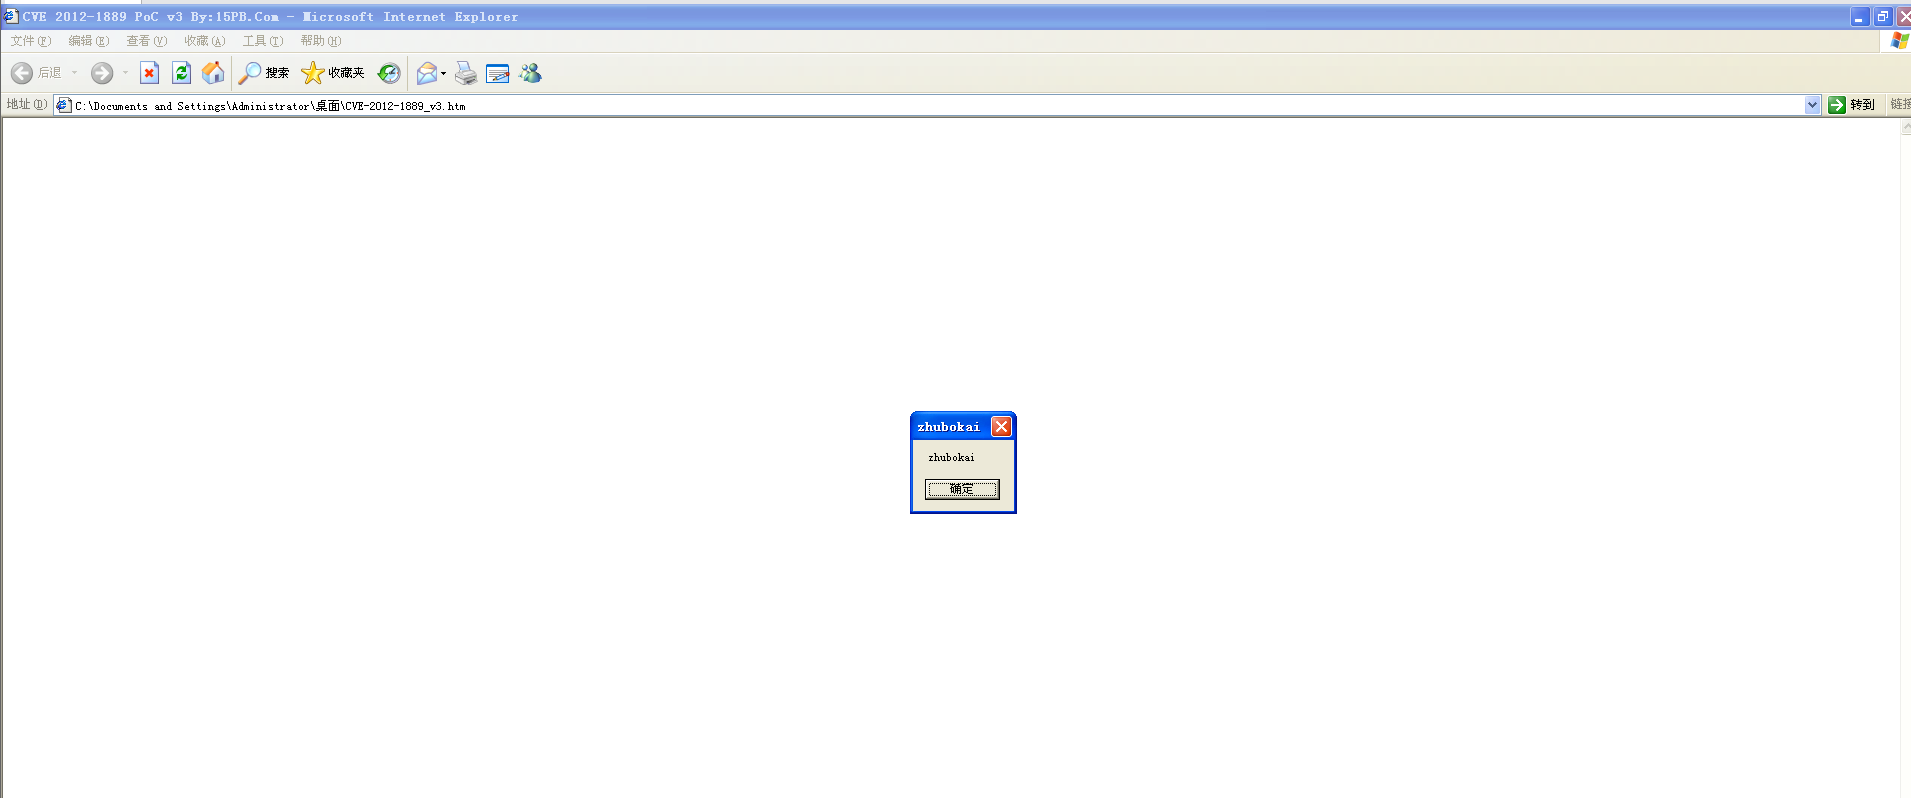 CVE 2012-1889 PoC v3 By:15PB.Com - Microsoft Internet Explorer
文件(F) 编辑(E) 查看(V) 收藏(A) 工具(T) 帮助(H)
后退 搜索 收藏夹
地址(D) C:\Documents and Settings\Administrator\桌面\CVE-2012-1889_v3.htm 转到 链接
zhubokai
zhubokai
确定